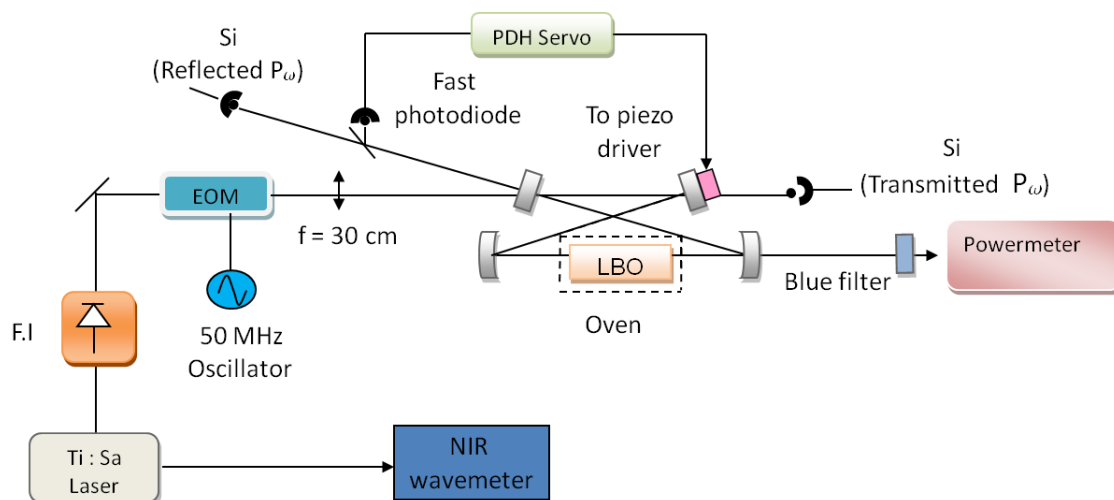 Si
(Reflected Pω)
PDH Servo
Fast
photodiode
To piezo
driver
Si
(Transmitted Pω)
EOM
f = 30 cm
LBO
Oven
Blue filter
Powermeter
F.I
50 MHz
Oscillator
Ti : Sa
Laser
NIR
wavemeter